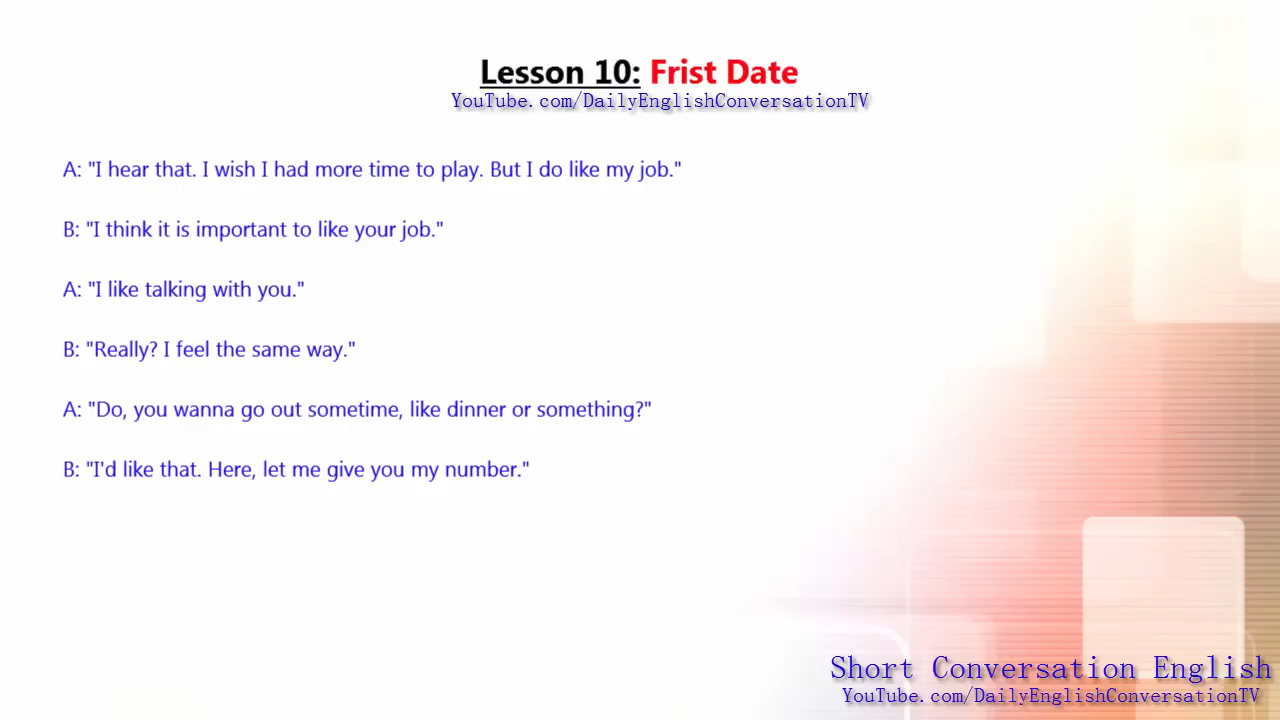 Lesson 10: Frist Date
YouTube.com/DailyEnglishConversationTV
A: "I hear that. I wish I had more time to play. But I do like my job."
B: "I think it is important to like your job."
A: "I like talking with you."
B: "Really? I feel the same way."
A: "Do, you wanna go out sometime, like dinner or something?"
B: "I'd like that. Here, let me give you my number."
Short Conversation English
YouTube.com/DailyEnglishConversationTV